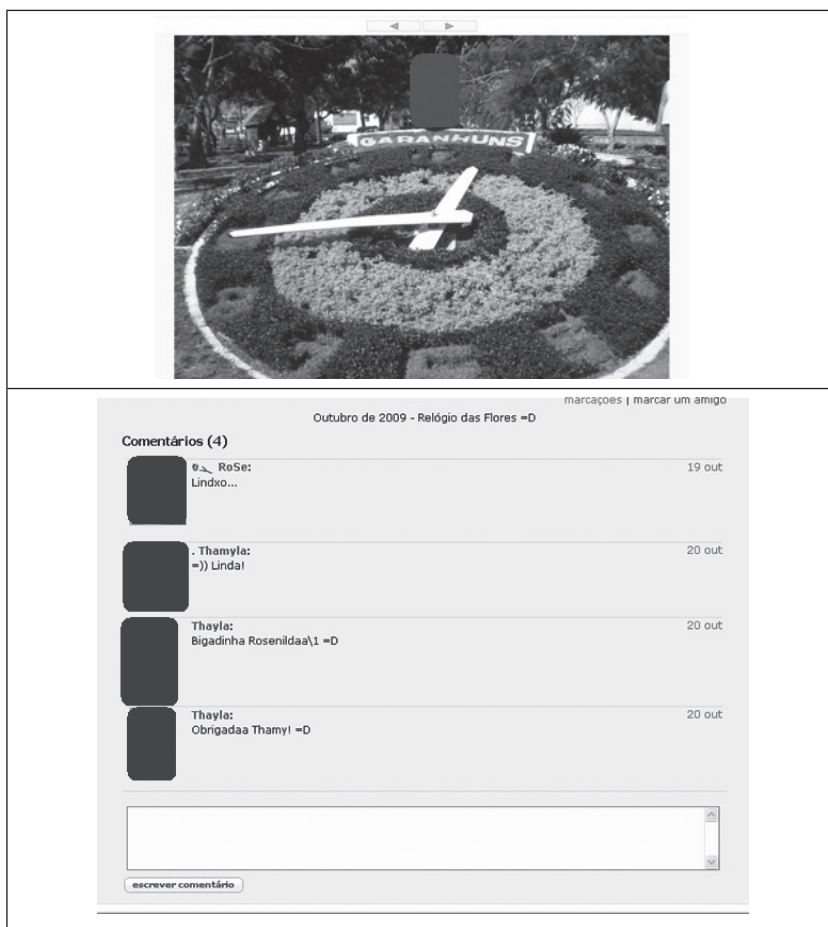 GARANHUNS
marcações | marcar um amigo
Outubro de 2009 - Relógio das Flores =D
Comentários (4)
RoSe:
19 out
Lindxo...
. Thamyla:
20 out
=)) Linda!
Thayla:
20 out
Bigadinha Rosenildaa\1 =D
Thayla:
20 out
Obrigadaa Thamy! =D
escrever comentário